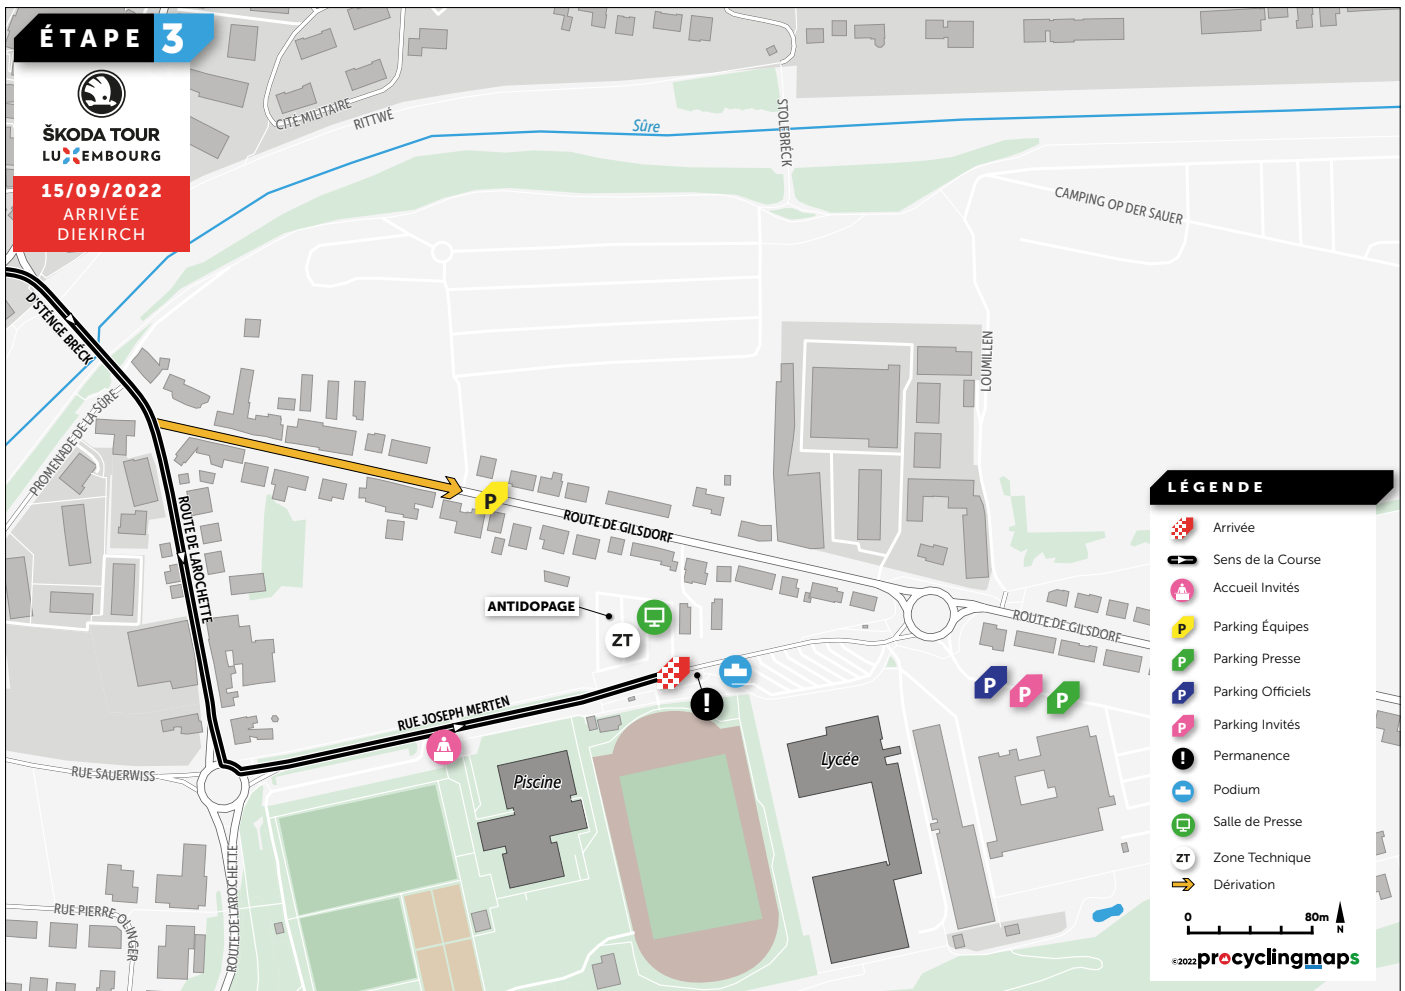 ÉTAPE 3
ŠKODA TOUR
LUXEMBOURG
15/09/2022
ARRIVÉE
DIEKIRCH
CITÉ MILITAIRE
RITTWÉ
Sûre
STOLEBRÉCK
CAMPING OP DER SAUER
D'STÉNGE BRÉCK
PROMENADE DE LA SÛRE
LOUMILLEN
ROUTE DE LAROCHETTE
P
ROUTE DE GILSDORF
ANTIDOPAGE
ZT
ROUTE DE GILSDORF
!
P
P
P
RUE JOSEPH MERTEN
RUE SAUERWISS
Piscine
Lycée
ROUTE DE LAROCHETTE
RUE PIERRE OLINGER
LÉGENDE
Arrivée
Sens de la Course
Accueil Invités
P Parking Équipes
P Parking Presse
P Parking Officiels
P Parking Invités
! Permanence
Podium
Salle de Presse
ZT Zone Technique
Dérivation
0 80m
N
©2022 procyclingmaps